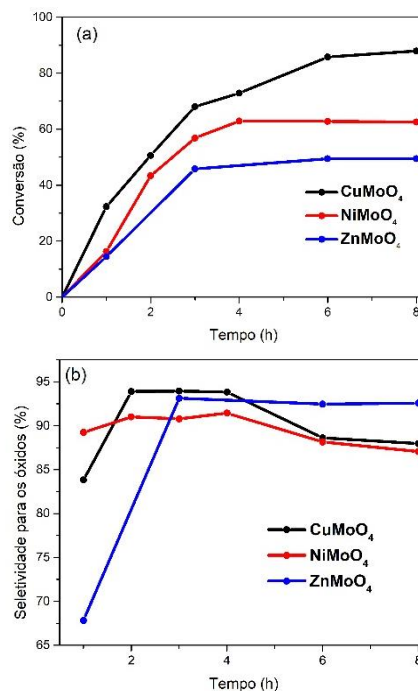 (a)
100
80
60
40
20
0
Conversão (%)
CuMoO₄
NiMoO₄
ZnMoO₄
0 2 4 6 8
Tempo (h)
(b)
95
90
85
80
75
70
65
Seletividade para os óxidos (%)
CuMoO₄
NiMoO₄
ZnMoO₄
2 4 6 8
Tempo (h)